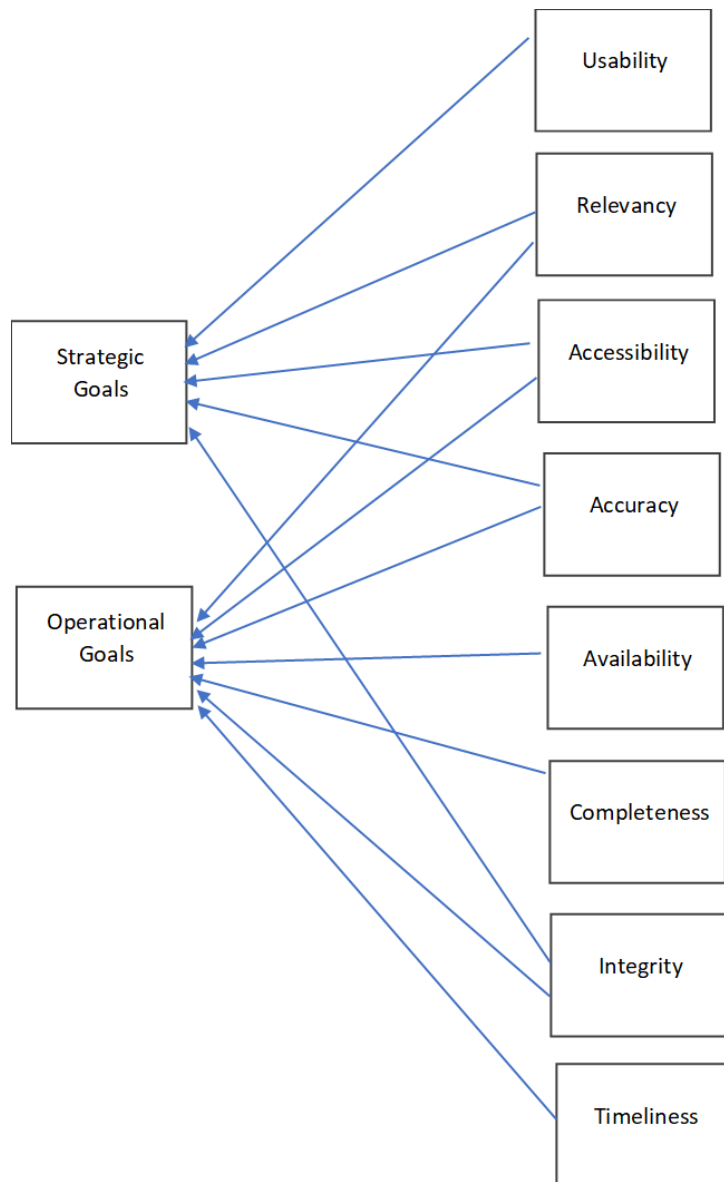 Usability
Relevancy
Accessibility
Strategic
Goals
Accuracy
Operational
Goals
Availability
Completeness
Integrity
Timeliness